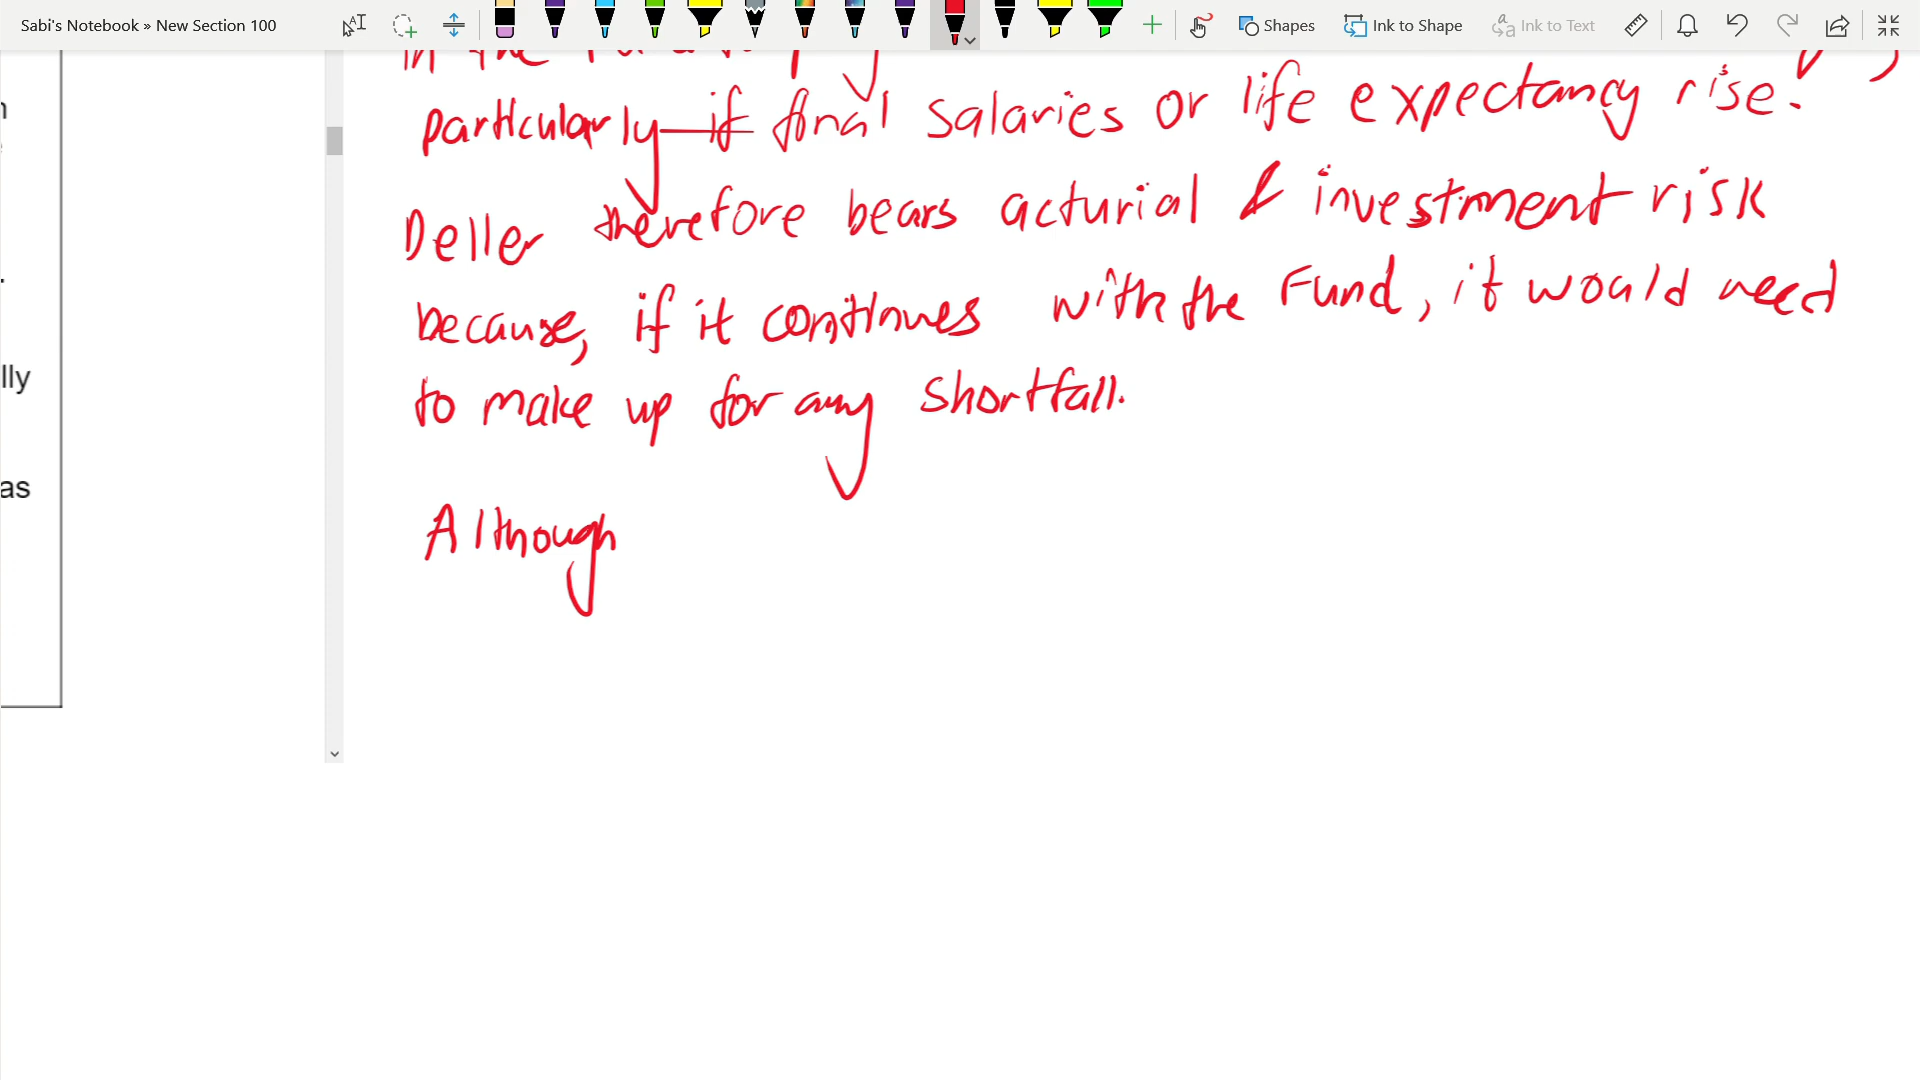 Sabi's Notebook » New Section 100
Shapes
Ink to Shape
Ink to Text
in the
particularly if final salaries or life expectancy rise.
Deller therefore bears acturial & investment risk
because, if it continues with the Fund, it would need
to make up for any shortfall.
Although
lly
as